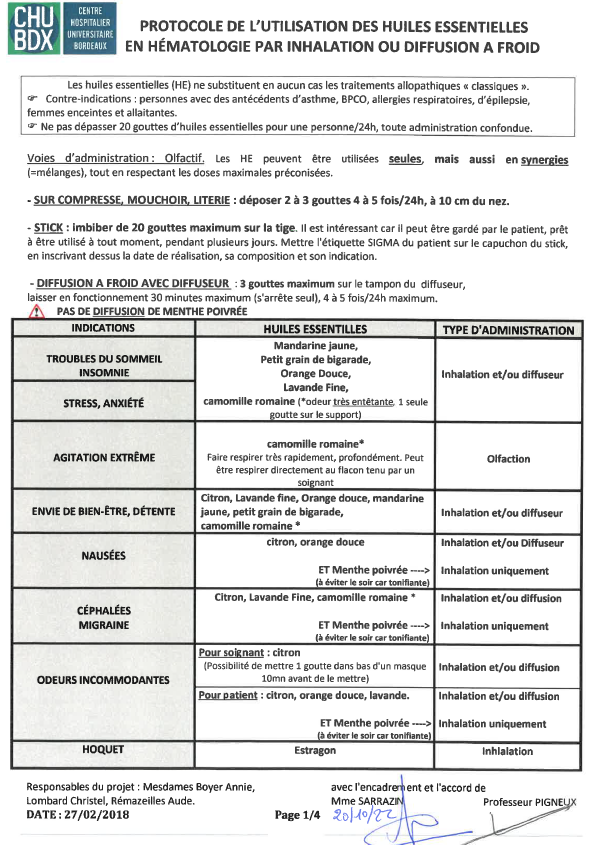 CHU
BDX
CENTRE
HOSPITALIER
UNIVERSITAIRE
BORDEAUX
PROTOCOLE DE L'UTILISATION DES HUILES ESSENTIELLES
EN HÉMATOLOGIE PAR INHALATION OU DIFFUSION A FROID
Les huiles essentielles (HE) ne substituent en aucun cas les traitements allopathiques « classiques ».
☞ Contre-indications : personnes avec des antécédents d'asthme, BPCO, allergies respiratoires, d'épilepsie,
femmes enceintes et allaitantes.
☞ Ne pas dépasser 20 gouttes d'huiles essentielles pour une personne/24h, toute administration confondue.
Voies d'administration : Olfactif. Les HE peuvent être utilisées seules, mais aussi en synergies
(=mélanges), tout en respectant les doses maximales préconisées.
- SUR COMPRESSE, MOUCHOIR, LITERIE : déposer 2 à 3 gouttes 4 à 5 fois/24h, à 10 cm du nez.
- STICK : imbiber de 20 gouttes maximum sur la tige. Il est intéressant car il peut être gardé par le patient, prêt
à être utilisé à tout moment, pendant plusieurs jours. Mettre l'étiquette SIGMA du patient sur le capuchon du stick,
en inscrivant dessus la date de réalisation, sa composition et son indication.
- DIFFUSION A FROID AVEC DIFFUSEUR : 3 gouttes maximum sur le tampon du diffuseur,
laisser en fonctionnement 30 minutes maximum (s'arrête seul), 4 à 5 fois/24h maximum.
PAS DE DIFFUSION DE MENTHE POIVRÉE
INDICATIONS HUILES ESSENTILLES TYPE D'ADMINISTRATION
TROUBLES DU SOMMEIL
INSOMNIE
STRESS, ANXIÉTÉ
Mandarine jaune,
Petit grain de bigarade,
Orange Douce,
Lavande Fine,
camomille romaine (*odeur très entêtante, 1 seule
goutte sur le support)
Inhalation et/ou diffuseur
AGITATION EXTRÊME
camomille romaine*
Faire respirer très rapidement, profondément. Peut
être respirer directement au flacon tenu par un
soignant
Olfaction
ENVIE DE BIEN-ÊTRE, DÉTENTE
Citron, Lavande fine, Orange douce, mandarine
jaune, petit grain de bigarade,
camomille romaine *
Inhalation et/ou diffuseur
NAUSÉES
citron, orange douce
ET Menthe poivrée ---->
(à éviter le soir car tonifiante)
Inhalation et/ou Diffuseur
Inhalation uniquement
CÉPHALÉES
MIGRAINE
Citron, Lavande Fine, camomille romaine *
ET Menthe poivrée ---->
(à éviter le soir car tonifiante)
Inhalation et/ou diffusion
Inhalation uniquement
ODEURS INCOMMODANTES
Pour soignant : citron
(Possibilité de mettre 1 goutte dans bas d'un masque
10mn avant de le mettre)
Inhalation et/ou diffusion
Pour patient : citron, orange douce, lavande.
ET Menthe poivrée ---->
(à éviter le soir car tonifiante)
Inhalation et/ou diffusion
Inhalation uniquement
HOQUET Estragon Inhlalation
Responsables du projet : Mesdames Boyer Annie,
Lombard Christel, Rémazeilles Aude.
DATE : 27/02/2018
Page 1/4
avec l'encadrement et l'accord de
Mme SARRAZIN Professeur PIGNEUX
20/10/22